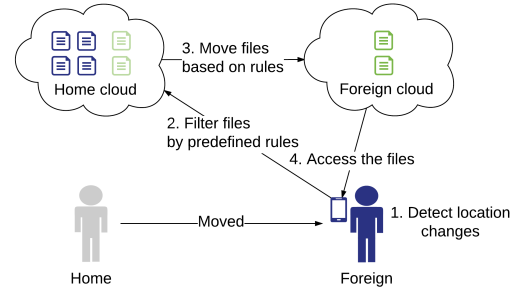 3. Move files
based on rules
Home cloud
Foreign cloud
2. Filter files
by predefined rules
4. Access the files
1. Detect location
changes
Moved
Home
Foreign